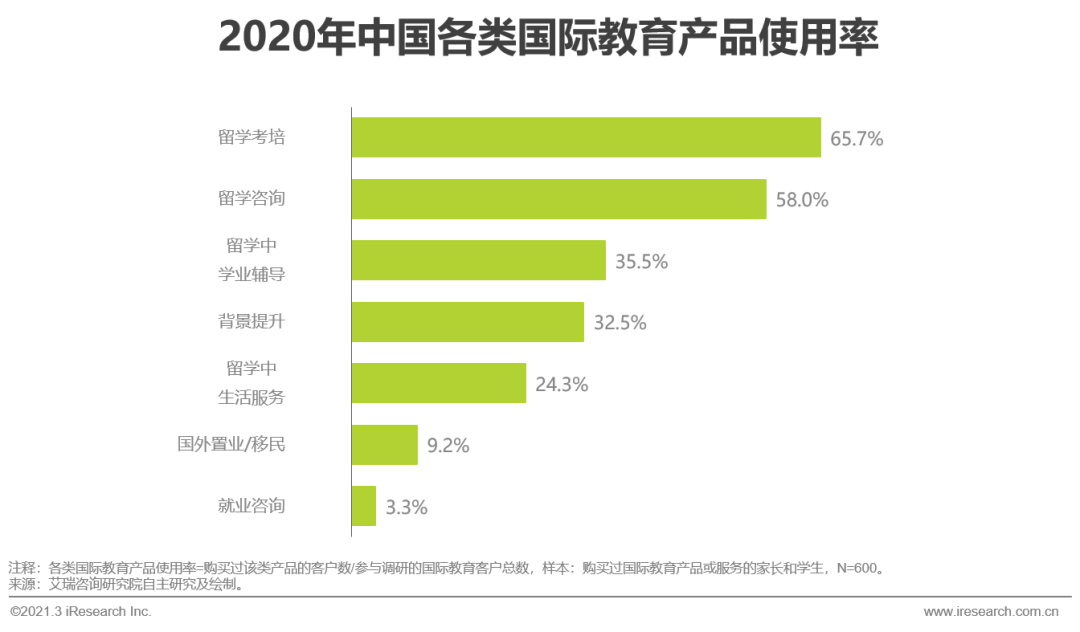 2020年中国各类国际教育产品使用率
留学考培
65.7%
留学咨询
58.0%
留学中
学业辅导
35.5%
背景提升
32.5%
留学中
生活服务
24.3%
国外置业/移民
9.2%
就业咨询
3.3%
注释：各类国际教育产品使用率=购买过该类产品的客户数/参与调研的国际教育客户总数，样本：购买过国际教育产品或服务的家长和学生，N=600。
来源：艾瑞咨询研究院自主研究及绘制。
©2021.3 iResearch Inc.
www.iresearch.com.cn